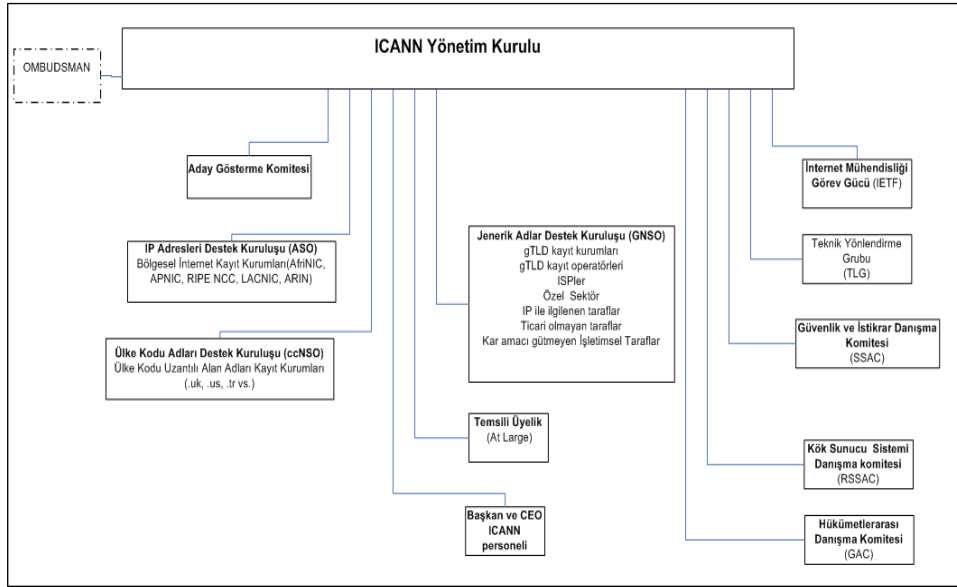 ICANN Yönetim Kurulu
OMBUDSMAN
Aday Gösterme Komitesi
IP Adresleri Destek Kuruluşu (ASO)
Bölgesel İnternet Kayıt Kurumları(AfriNIC,
APNIC, RIPE NCC, LACNIC, ARIN)
Ülke Kodu Adları Destek Kuruluşu (ccNSO)
Ülke Kodu Uzantılı Alan Adları Kayıt Kurumları
(.uk, .us, .tr vs.)
Jenerik Adlar Destek Kuruluşu (GNSO)
gTLD kayıt kurumları
gTLD kayıt operatörleri
ISPler
Özel Sektör
IP ile ilgilenen taraflar
Ticari olmayan taraflar
Kar amacı gütmeyen İşletimsel Taraflar
Temsili Üyelik
(At Large)
Başkan ve CEO
ICANN
personeli
İnternet Mühendisliği
Görev Gücü (IETF)
Teknik Yönlendirme
Grubu
(TLG)
Güvenlik ve İstikrar Danışma
Komitesi
(SSAC)
Kök Sunucu Sistemi
Danışma komitesi
(RSSAC)
Hükümetlerarası
Danışma Komitesi
(GAC)